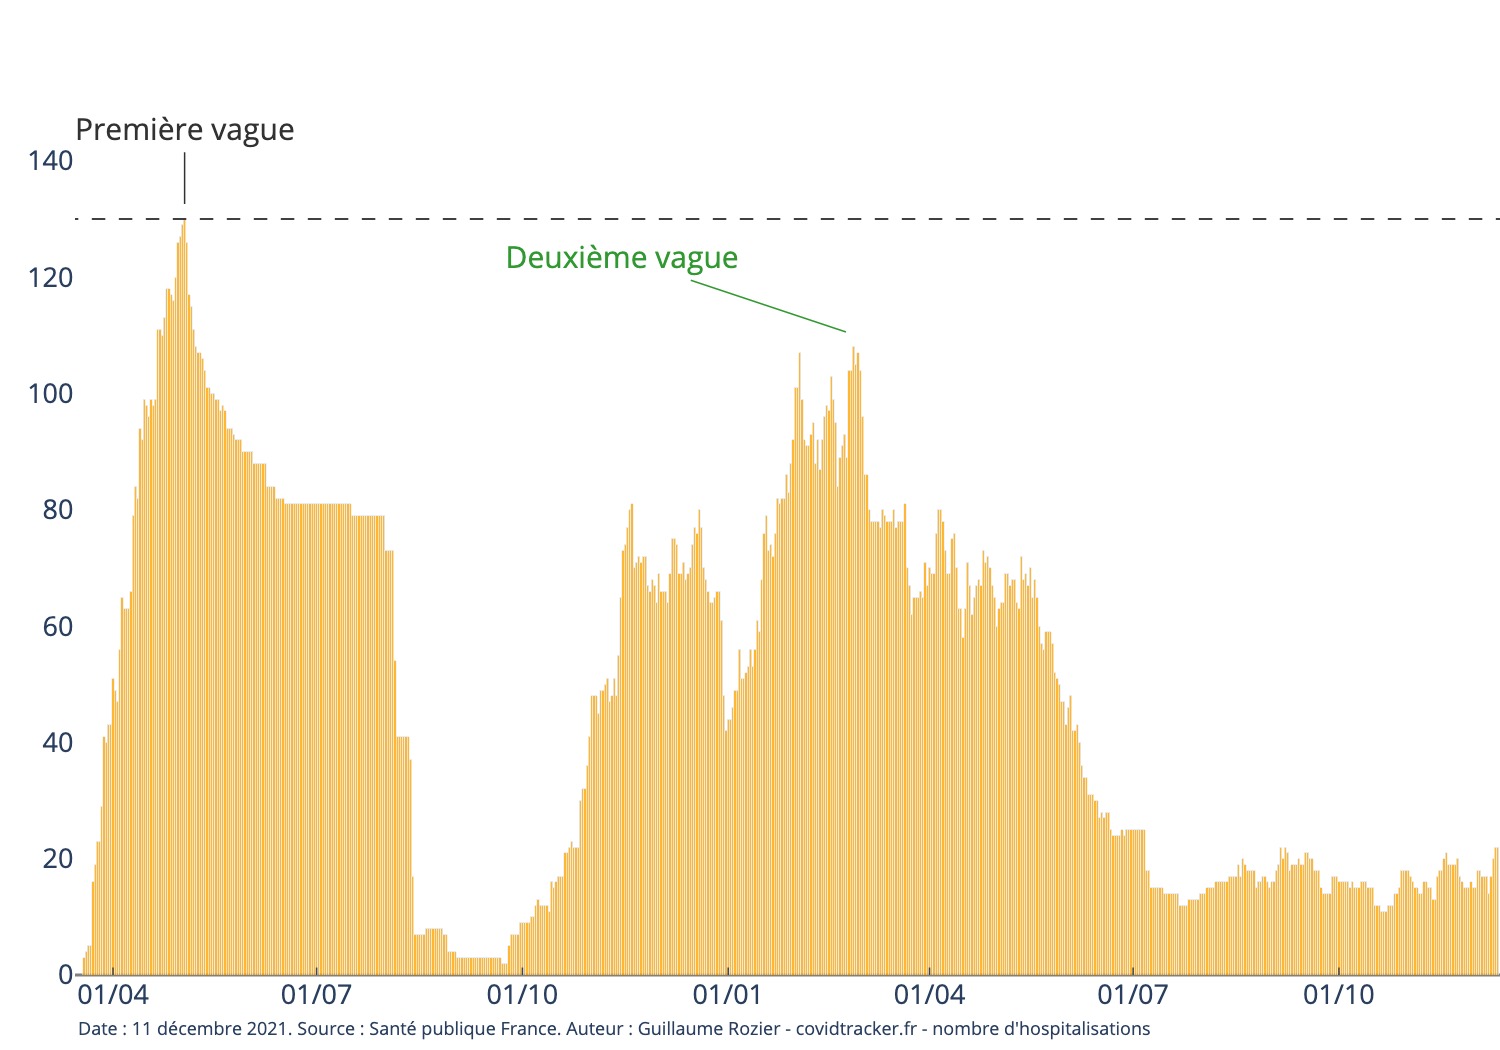 Première vague
140
Deuxième vague
120
100
80
60
40
20
0
01/04 01/07 01/10 01/01 01/04 01/07 01/10
Date : 11 décembre 2021. Source : Santé publique France. Auteur : Guillaume Rozier - covidtracker.fr - nombre d'hospitalisations